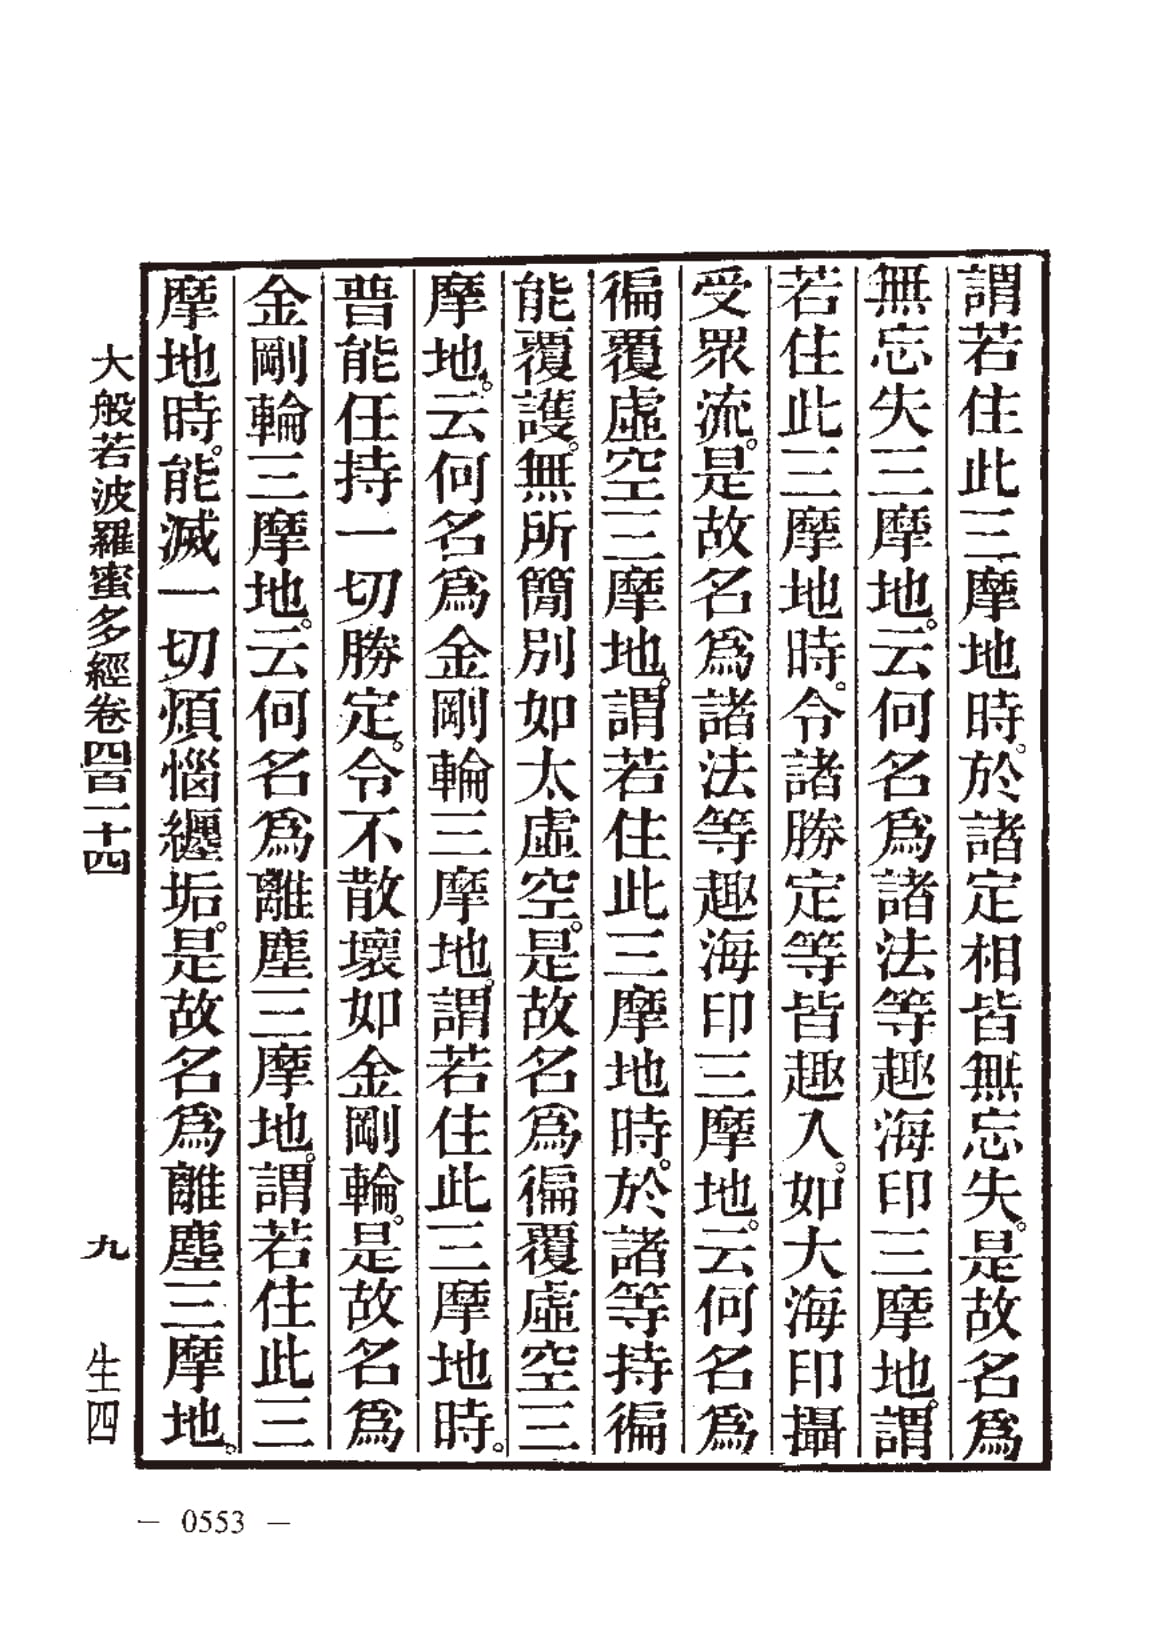 謂若住此三摩地時。於諸定相皆無忘失。是故名爲
無忘失三摩地。云何名爲諸法等趣海印三摩地。謂
若住此三摩地時。令諸勝定等皆趣入。如大海印攝
受眾流。是故名爲諸法等趣海印三摩地。云何名爲
徧覆虛空三摩地。謂若住此三摩地時。於諸等持徧
能覆護。無所簡別如太虛空。是故名爲徧覆虛空三
摩地。云何名爲金剛輪三摩地。謂若住此三摩地時。
普能任持一切勝定。令不散壞如金剛輪。是故名爲
金剛輪三摩地。云何名爲離塵三摩地。謂若住此三
摩地時。能滅一切煩惱纏垢。是故名爲離塵三摩地。
大般若波羅蜜多經卷四百一十四 九 生四
— 0553 —